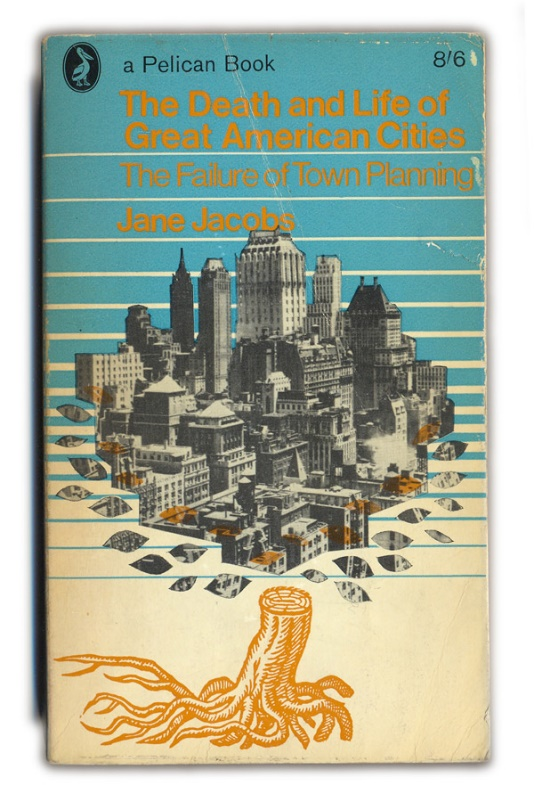 a Pelican Book 8/6
The Death and Life of
Great American Cities
The Failure of Town Planning
Jane Jacobs